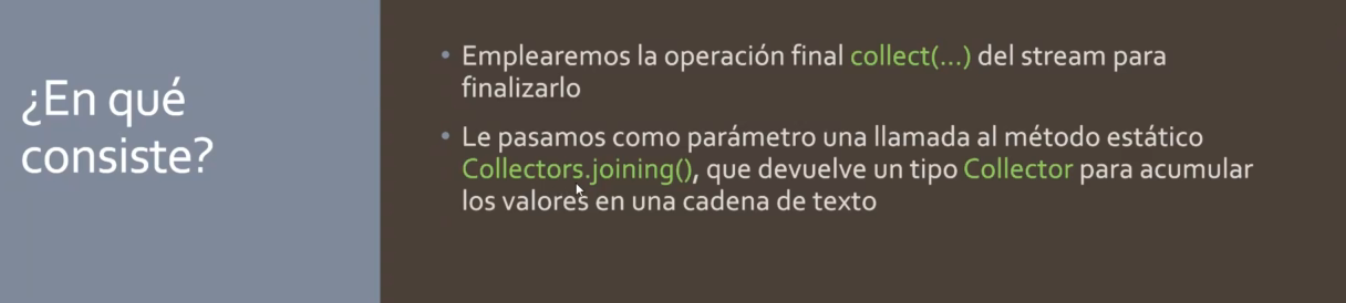 ¿En qué
consiste?
• Emplearemos la operación final collect(...) del stream para
finalizarlo
• Le pasamos como parámetro una llamada al método estático
Collectors.joining(), que devuelve un tipo Collector para acumular
los valores en una cadena de texto